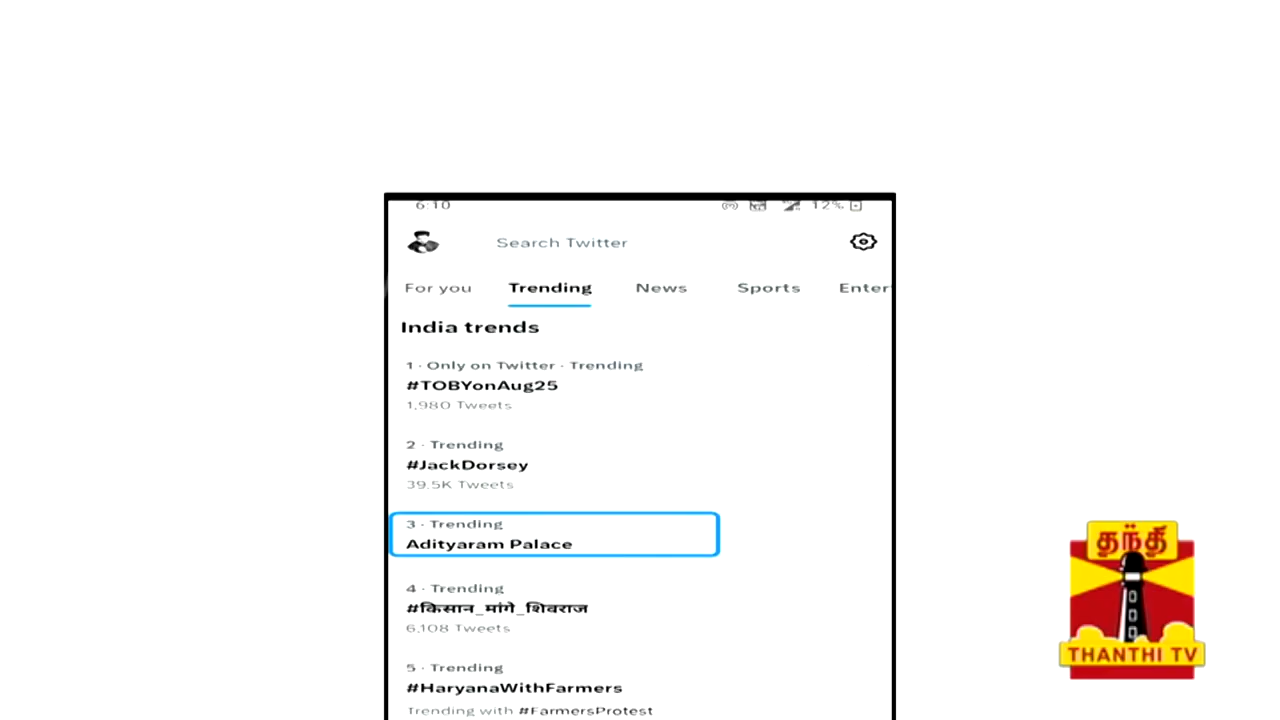 6:10 12%
Search Twitter
For you Trending News Sports Enter
India trends
1 · Only on Twitter · Trending
#TOBYonAug25
1,980 Tweets
2 · Trending
#JackDorsey
39.5K Tweets
3 · Trending
Adityaram Palace
4 · Trending
#किसान_मांगे_शिवराज
6,108 Tweets
5 · Trending
#HaryanaWithFarmers
Trending with #FarmersProtest
தந்தி
THANTHI TV